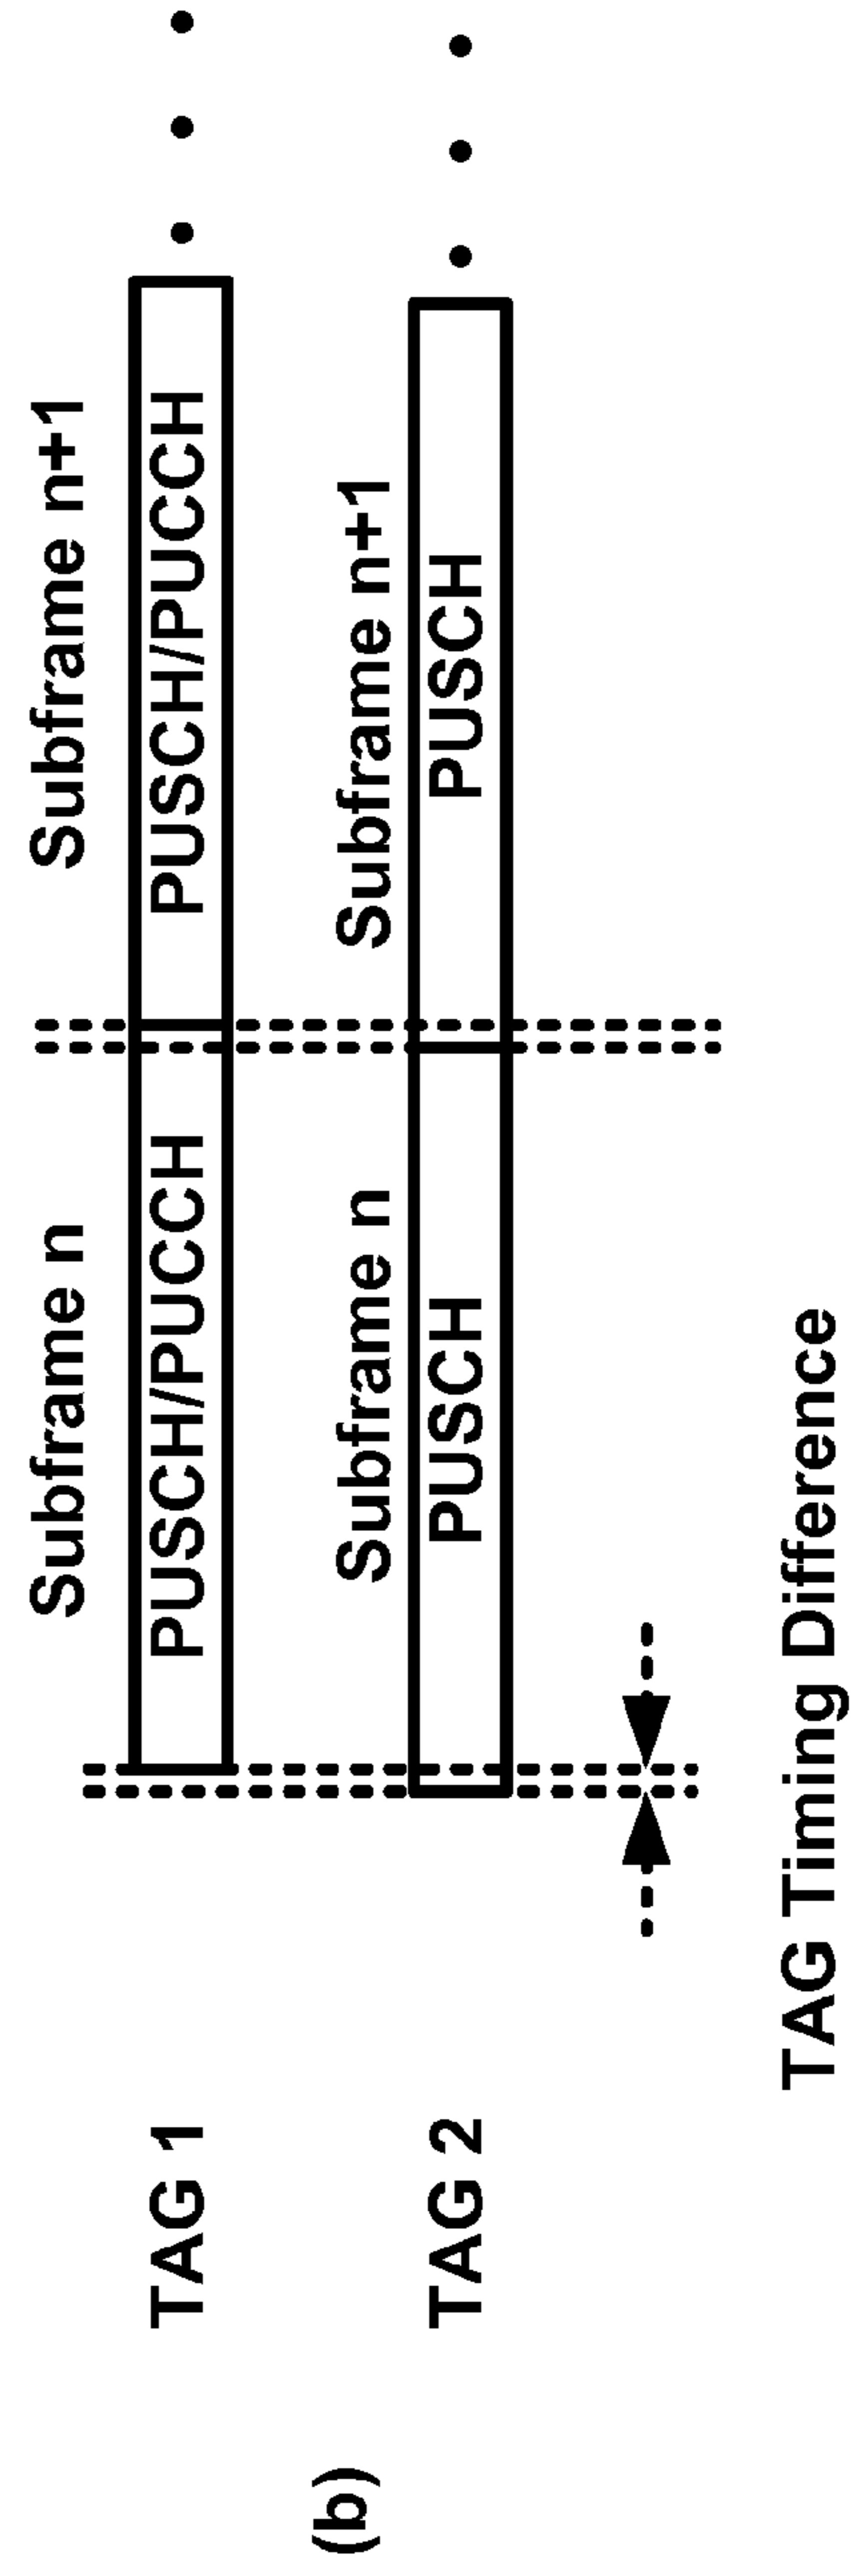 Subframe n Subframe n+1
TAG 1 PUSCH/PUCCH PUSCH/PUCCH
(b)
Subframe n Subframe n+1
TAG 2 PUSCH PUSCH
TAG Timing Difference